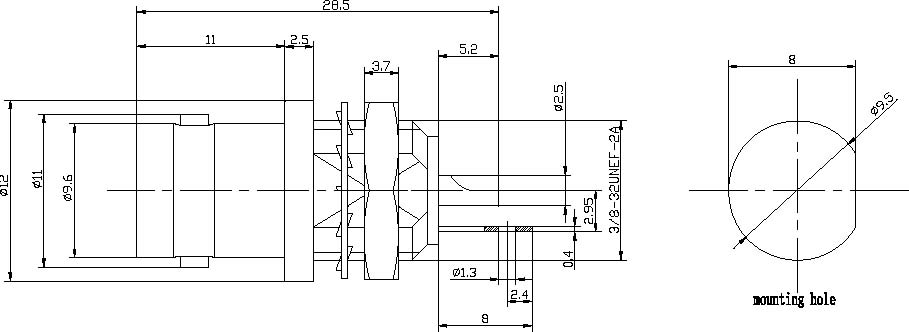 28.5
11
2.5
5.2
3.7
8
Ø2.5
Ø9.5
Ø12
Ø11
Ø9.6
3/8-32UNEF-2A
2.95
0.4
Ø1.3
2.4
8
mounting hole